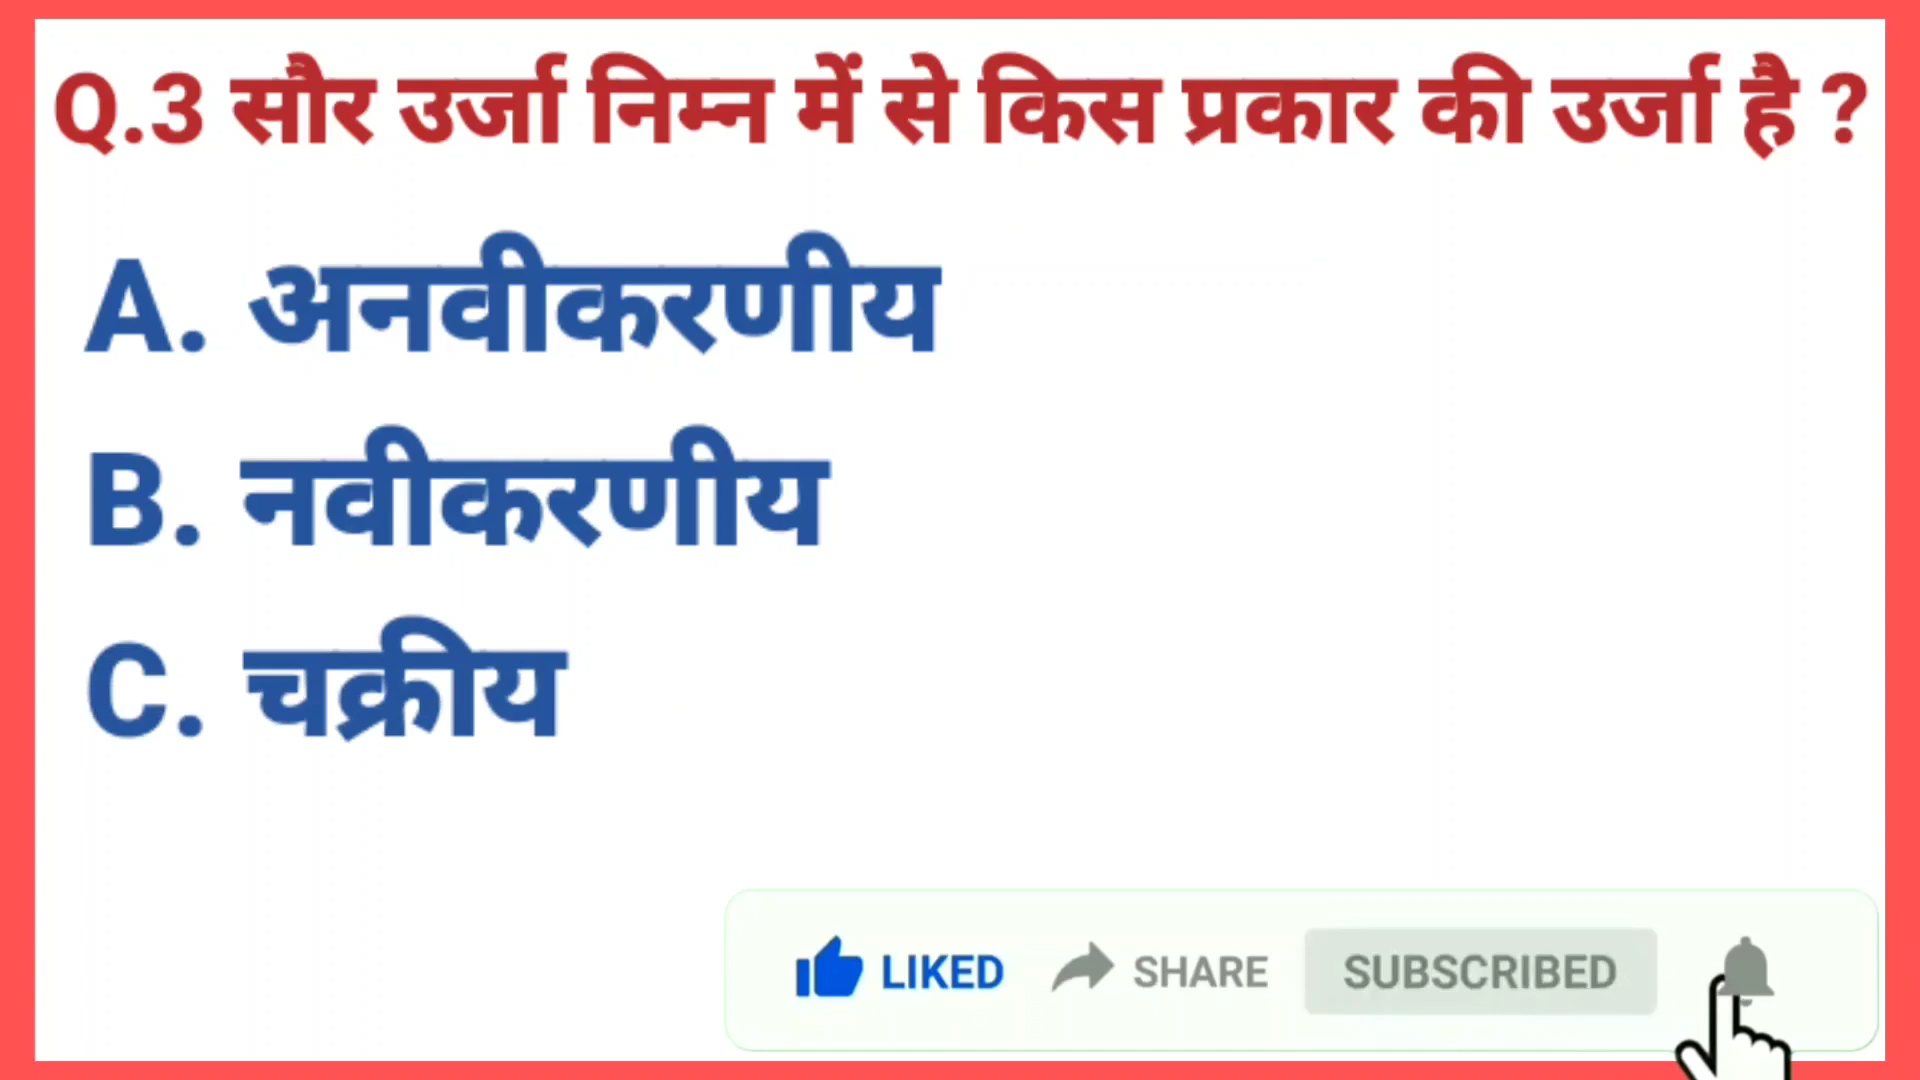 Q.3 सौर उर्जा निम्न में से किस प्रकार की उर्जा है ?
A. अनवीकरणीय
B. नवीकरणीय
C. चक्रीय
LIKED SHARE SUBSCRIBED